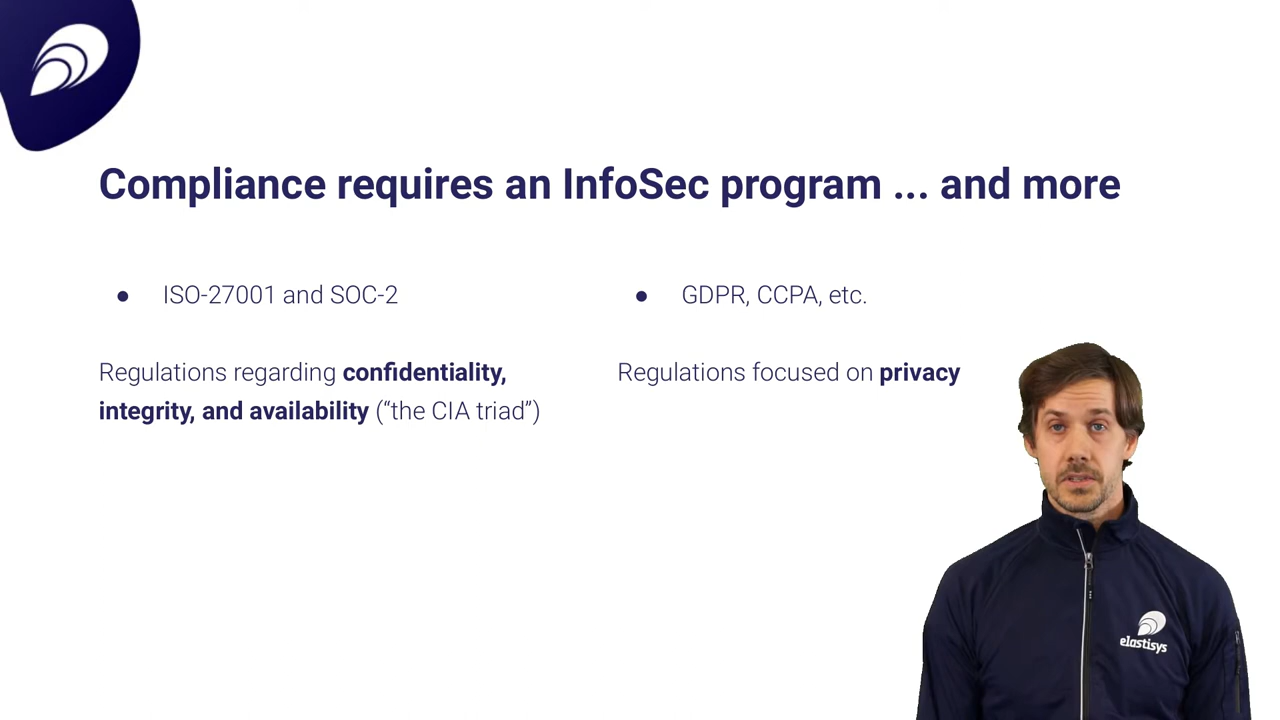 Compliance requires an InfoSec program ... and more
● ISO-27001 and SOC-2
Regulations regarding confidentiality,
integrity, and availability (“the CIA triad”)
● GDPR, CCPA, etc.
Regulations focused on privacy
elastisys